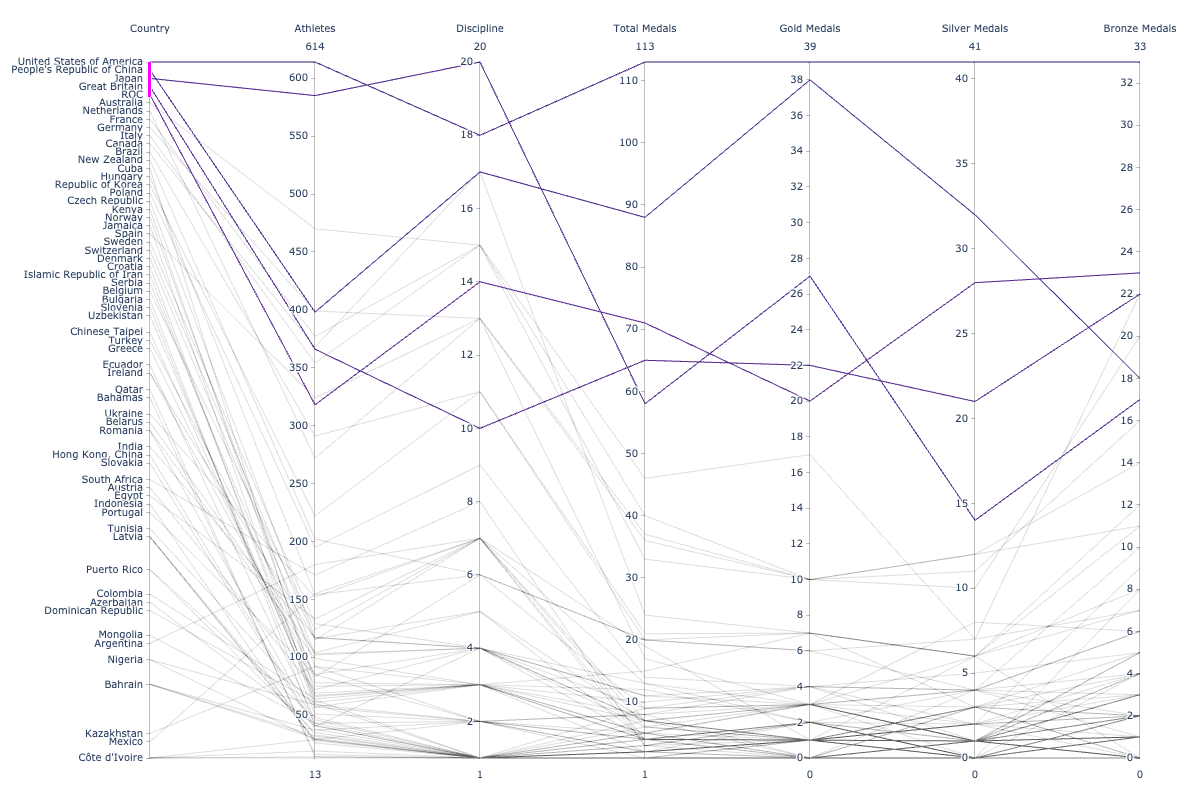 Country Athletes Discipline Total Medals Gold Medals Silver Medals Bronze Medals
614 20 113 39 41 33
United States of America
People's Republic of China
Japan
Great Britain
ROC
Australia
Netherlands
France
Germany
Italy
Canada
Brazil
New Zealand
Cuba
Hungary
Republic of Korea
Poland
Czech Republic
Kenya
Norway
Jamaica
Spain
Sweden
Switzerland
Denmark
Croatia
Islamic Republic of Iran
Serbia
Belgium
Bulgaria
Slovenia
Uzbekistan
Chinese Taipei
Turkey
Greece
Ecuador
Ireland
Qatar
Bahamas
Ukraine
Belarus
Romania
India
Hong Kong, China
Slovakia
South Africa
Austria
Egypt
Indonesia
Portugal
Tunisia
Latvia
Puerto Rico
Colombia
Azerbaijan
Dominican Republic
Mongolia
Argentina
Nigeria
Bahrain
Kazakhstan
Mexico
Côte d'Ivoire
600
550
500
450
400
350
300
250
200
150
100
50
20
18
16
14
12
10
8
6
4
2
110
100
90
80
70
60
50
40
30
20
10
38
36
34
32
30
28
26
24
22
20
18
16
14
12
10
8
6
4
2
0
40
35
30
25
20
15
10
5
0
32
30
28
26
24
22
20
18
16
14
12
10
8
6
4
2
0
13 1 1 0 0 0